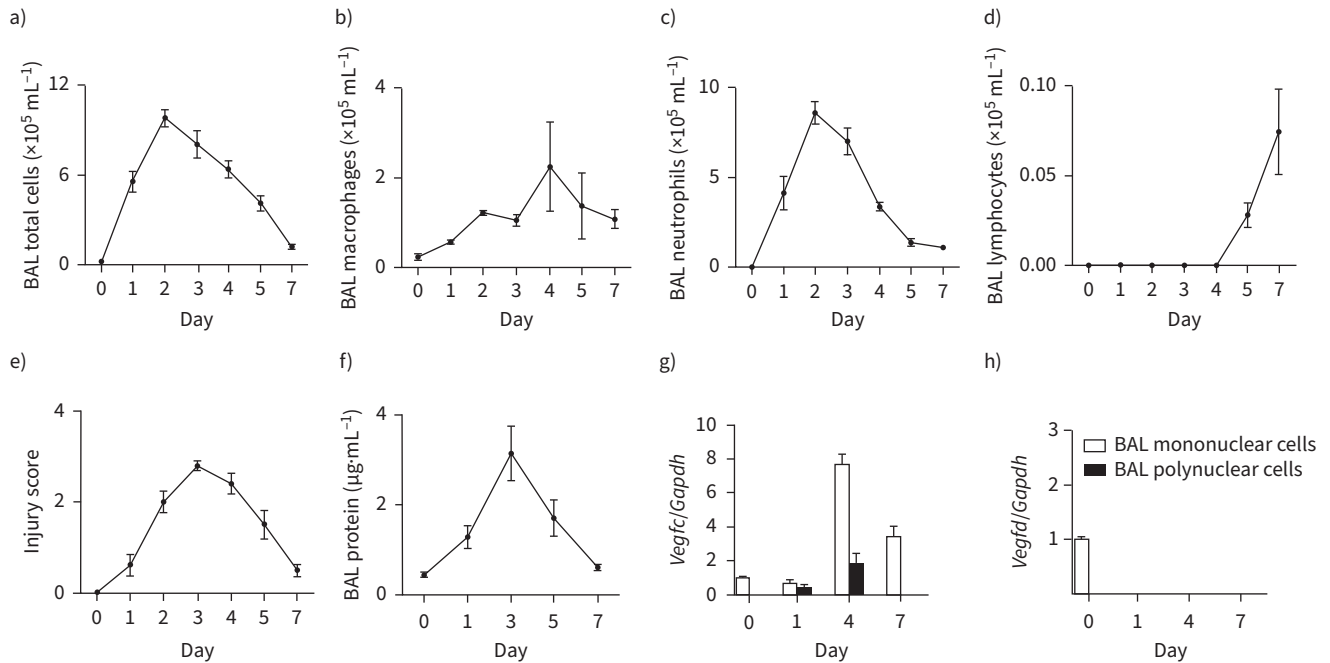 a)
BAL total cells (×10⁵ mL⁻¹)
12
6
0
0 1 2 3 4 5 7
Day
b)
BAL macrophages (×10⁵ mL⁻¹)
4
2
0
0 1 2 3 4 5 7
Day
c)
BAL neutrophils (×10⁵ mL⁻¹)
10
5
0
0 1 2 3 4 5 7
Day
d)
BAL lymphocytes (×10⁵ mL⁻¹)
0.10
0.05
0.00
0 1 2 3 4 5 7
Day
e)
Injury score
4
2
0
0 1 2 3 4 5 7
Day
f)
BAL protein (µg·mL⁻¹)
4
2
0
0 1 3 5 7
Day
g)
Vegfc/Gapdh
10
8
6
4
2
0
0 1 4 7
Day
h)
Vegfd/Gapdh
3
2
1
BAL mononuclear cells
BAL polynuclear cells
0 1 4 7
Day